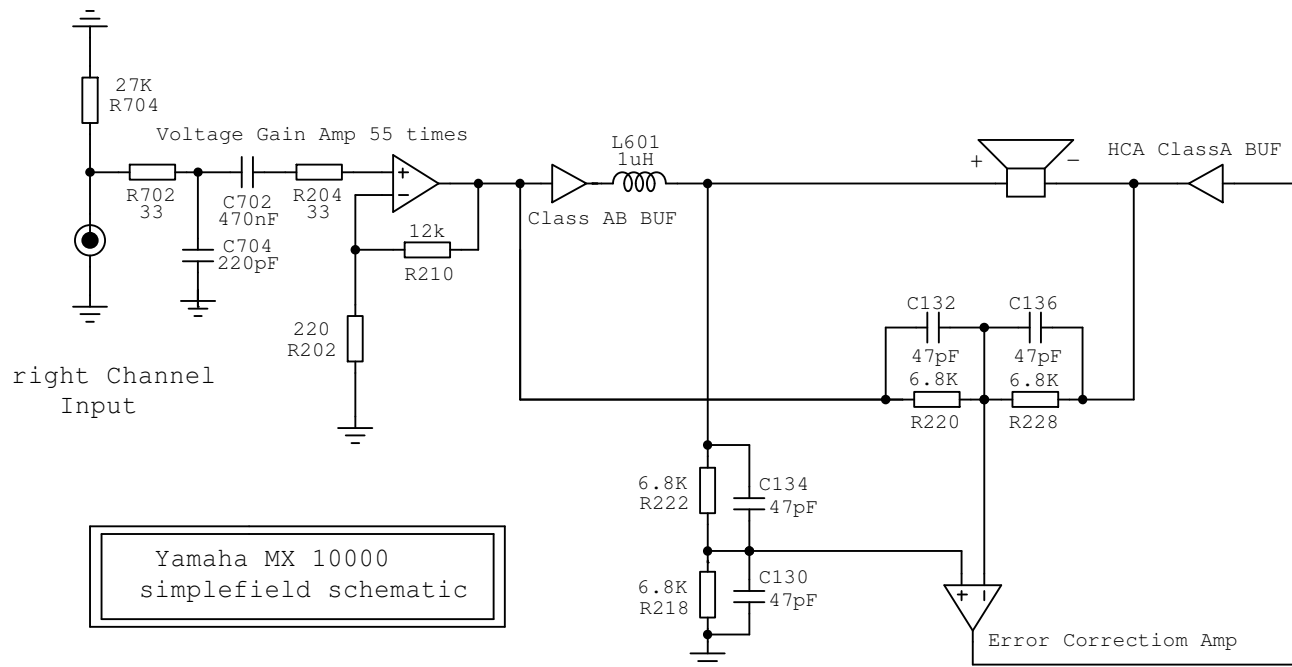 27K
R704
Voltage Gain Amp 55 times
R702
33
C702
470nF
R204
33
+
−
C704
220pF
12k
R210
220
R202
right Channel
Input
L601
1uH
Class AB BUF
+
−
HCA ClassA BUF
C132
47pF
6.8K
R220
C136
47pF
6.8K
R228
6.8K
R222
C134
47pF
6.8K
R218
C130
47pF
+
−
Error Correctiom Amp
Yamaha MX 10000
simplefield schematic